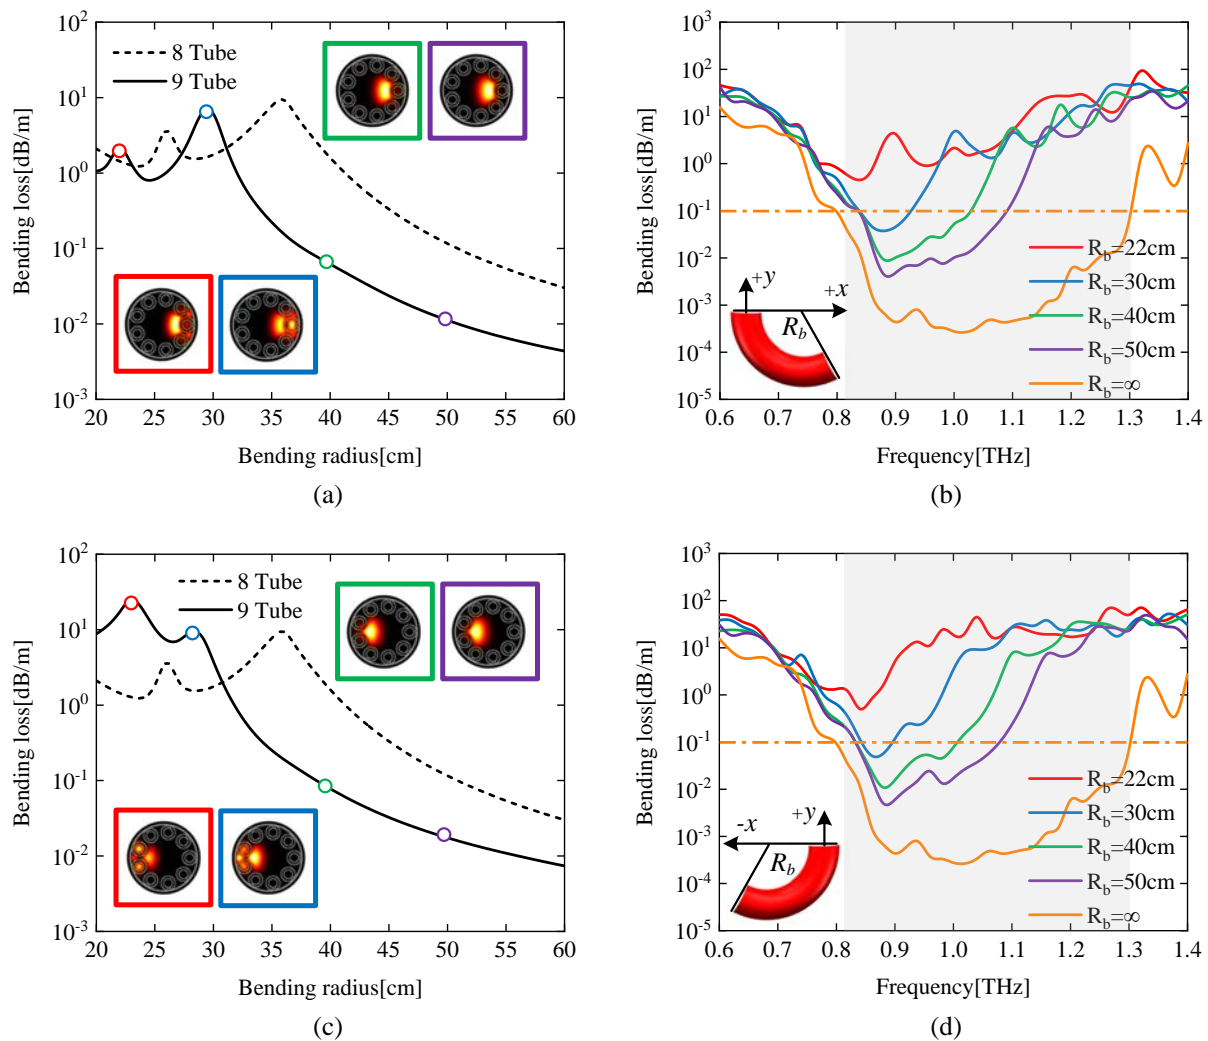 10²
10¹
10⁰
10⁻¹
10⁻²
10⁻³
Bending loss[dB/m]
8 Tube
9 Tube
20 25 30 35 40 45 50 55 60
Bending radius[cm]
(a)
10³
10²
10¹
10⁰
10⁻¹
10⁻²
10⁻³
10⁻⁴
10⁻⁵
Bending loss[dB/m]
R_b=22cm
R_b=30cm
R_b=40cm
R_b=50cm
R_b=∞
+y
+x
R_b
0.6 0.7 0.8 0.9 1.0 1.1 1.2 1.3 1.4
Frequency[THz]
(b)
10²
10¹
10⁰
10⁻¹
10⁻²
10⁻³
Bending loss[dB/m]
8 Tube
9 Tube
20 25 30 35 40 45 50 55 60
Bending radius[cm]
(c)
10³
10²
10¹
10⁰
10⁻¹
10⁻²
10⁻³
10⁻⁴
10⁻⁵
Bending loss[dB/m]
R_b=22cm
R_b=30cm
R_b=40cm
R_b=50cm
R_b=∞
-x
+y
R_b
0.6 0.7 0.8 0.9 1.0 1.1 1.2 1.3 1.4
Frequency[THz]
(d)